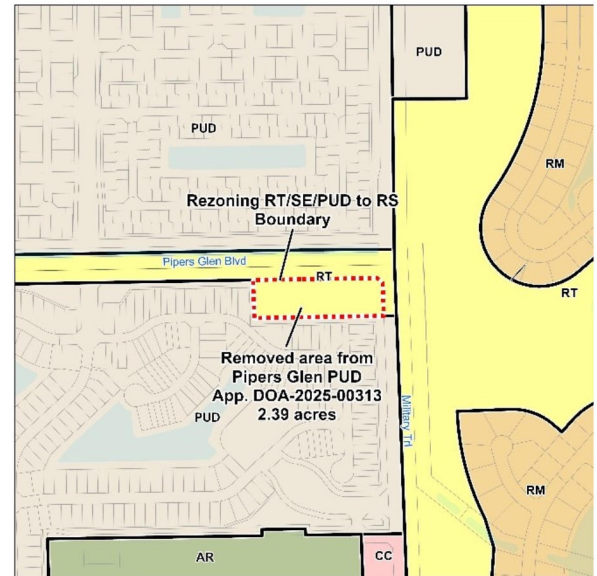 PUD
PUD
RM
Rezoning RT/SE/PUD to RS
Boundary
Pipers Glen Blvd
RT
RT
Removed area from
Pipers Glen PUD
App. DOA-2025-00313
2.39 acres
PUD
Military Trl
RM
AR
CC